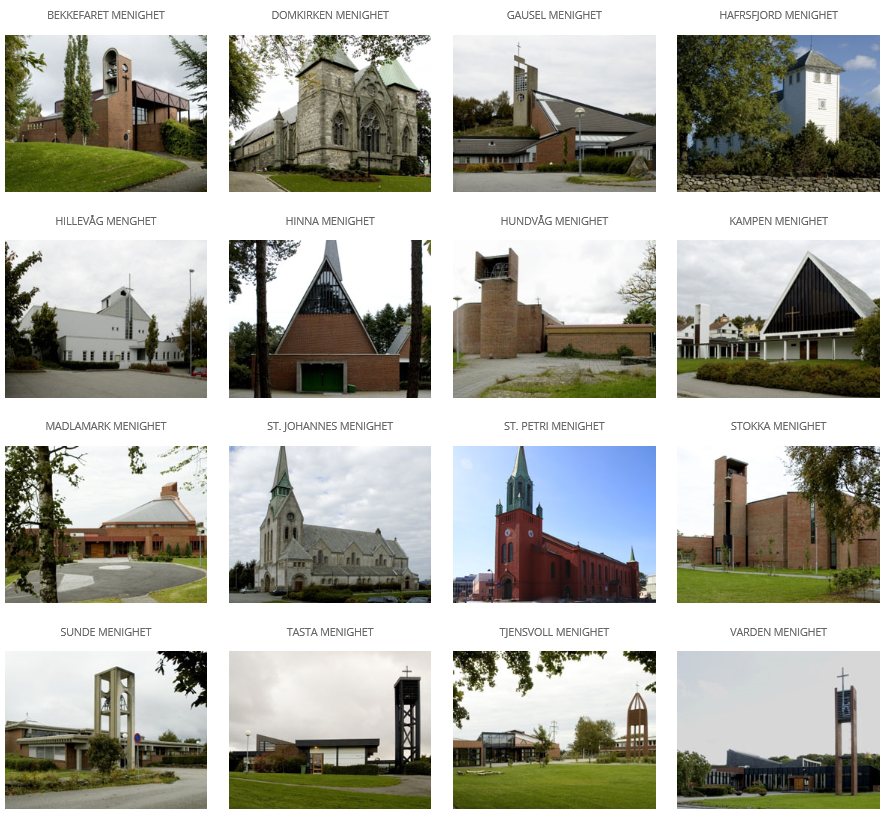 BEKKEFARET MENIGHET
DOMKIRKEN MENIGHET
GAUSEL MENIGHET
HAFRSFJORD MENIGHET
HILLEVÅG MENGHET
HINNA MENIGHET
HUNDVÅG MENIGHET
KAMPEN MENIGHET
MADLAMARK MENIGHET
ST. JOHANNES MENIGHET
ST. PETRI MENIGHET
STOKKA MENIGHET
SUNDE MENIGHET
TASTA MENIGHET
TJENSVOLL MENIGHET
VARDEN MENIGHET